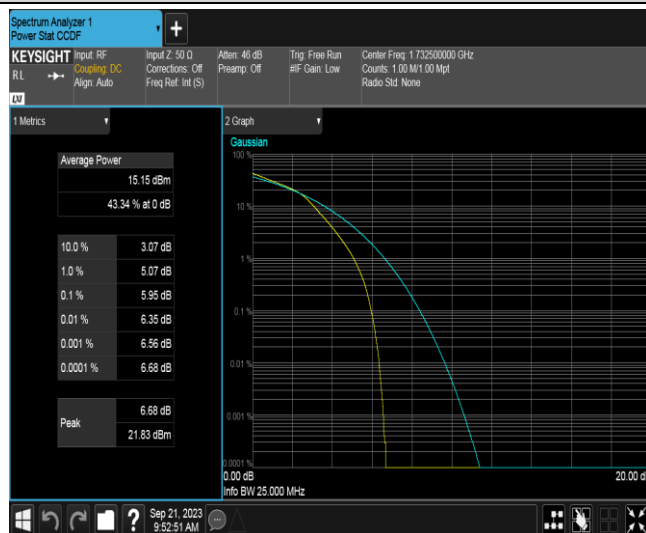 Spectrum Analyzer 1
Power Stat CCDF
+
KEYSIGHT
RL
LXI
Input: RF
Coupling: DC
Align: Auto
Input Z: 50 Ω
Corrections: Off
Freq Ref: Int (S)
Atten: 46 dB
Preamp: Off
Trig: Free Run
#IF Gain: Low
Center Freq: 1.732500000 GHz
Counts: 1.00 M/1.00 Mpt
Radio Std: None
1 Metrics
Average Power
15.15 dBm
43.34 % at 0 dB
10.0 % 3.07 dB
1.0 % 5.07 dB
0.1 % 5.95 dB
0.01 % 6.35 dB
0.001 % 6.56 dB
0.0001 % 6.68 dB
Peak
6.68 dB
21.83 dBm
2 Graph
Gaussian
100 %
10 %
1 %
0.1 %
0.01 %
0.001 %
0.0001 %
0.00 dB
20.00 d
Info BW 25.000 MHz
?
Sep 21, 2023
9:52:51 AM